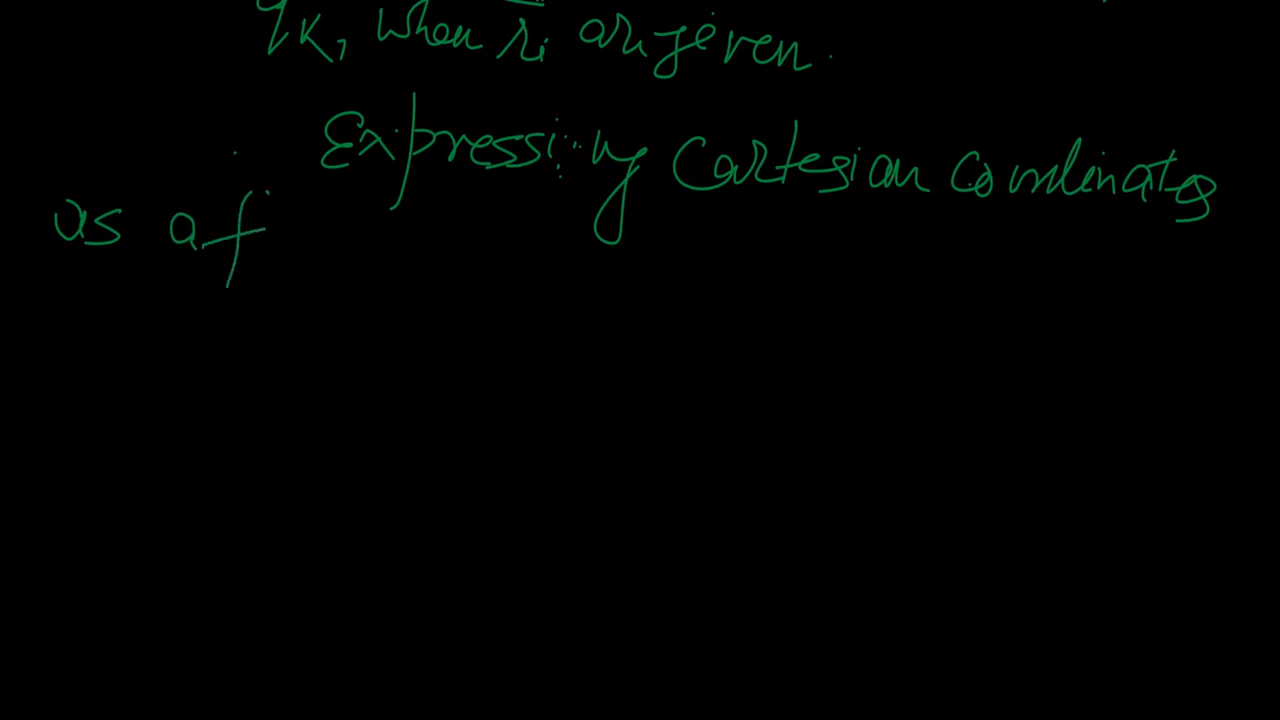 qK, when ri are given.
Expressing Cartesian Coordinates
as a f